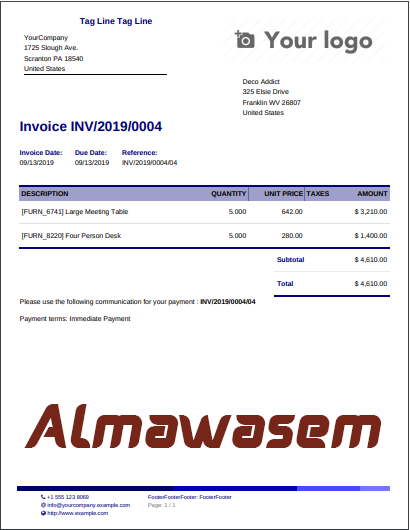 Tag Line Tag Line
Your logo
YourCompany
1725 Slough Ave.
Scranton PA 18540
United States
Deco Addict
325 Elsie Drive
Franklin WV 26807
United States
Invoice INV/2019/0004
Invoice Date: Due Date: Reference:
09/13/2019 09/13/2019 INV/2019/0004/04
DESCRIPTION QUANTITY UNIT PRICE TAXES AMOUNT
[FURN_6741] Large Meeting Table 5.000 642.00 $ 3,210.00
[FURN_8220] Four Person Desk 5.000 280.00 $ 1,400.00
Subtotal $ 4,610.00
Total $ 4,610.00
Please use the following communication for your payment : INV/2019/0004/04
Payment terms: Immediate Payment
Almawasem
+1 555 123 8069 FooterFooterFooter: FooterFooter
info@yourcompany.example.com Page: 1 / 1
http://www.example.com